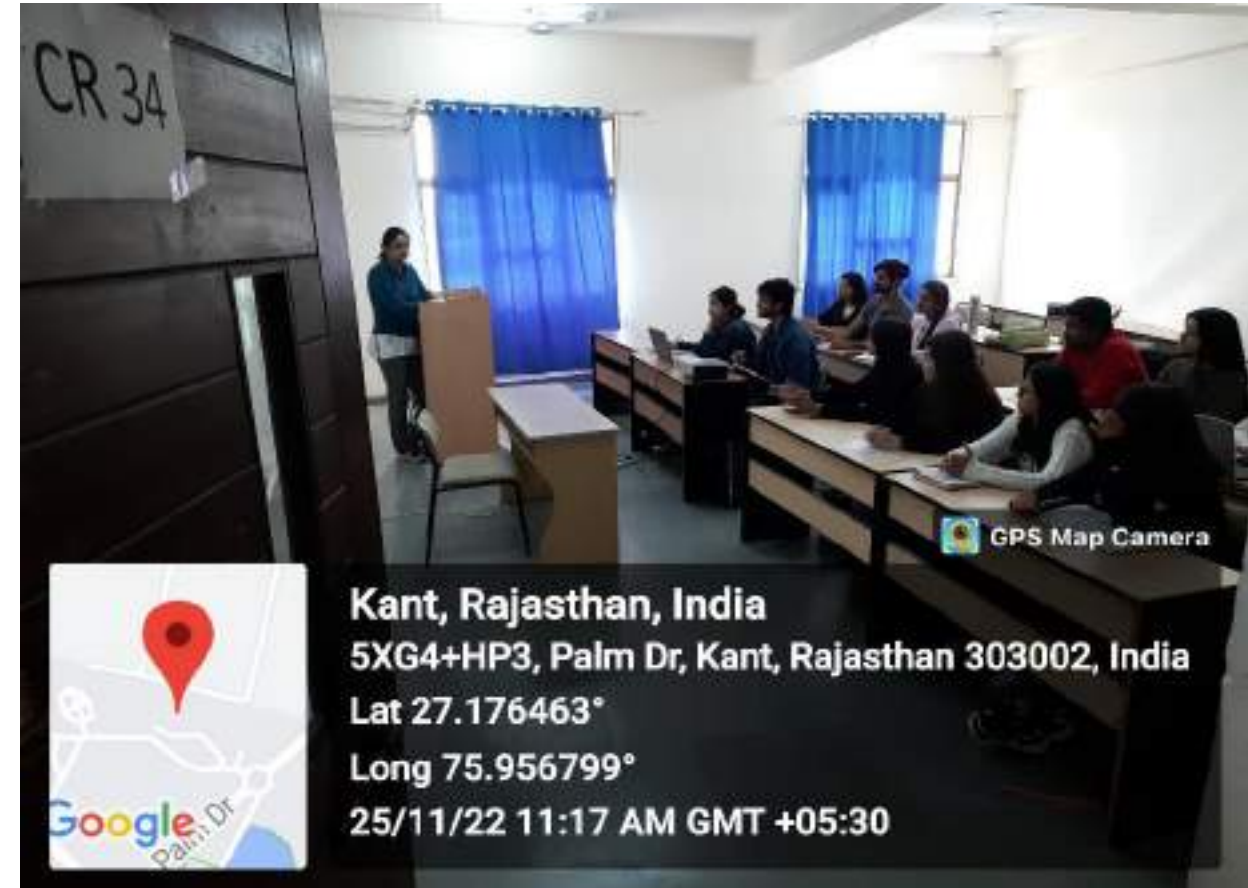 CR 34
GPS Map Camera
Kant, Rajasthan, India
5XG4+HP3, Palm Dr, Kant, Rajasthan 303002, India
Lat 27.176463°
Long 75.956799°
25/11/22 11:17 AM GMT +05:30
Google
Palm Dr